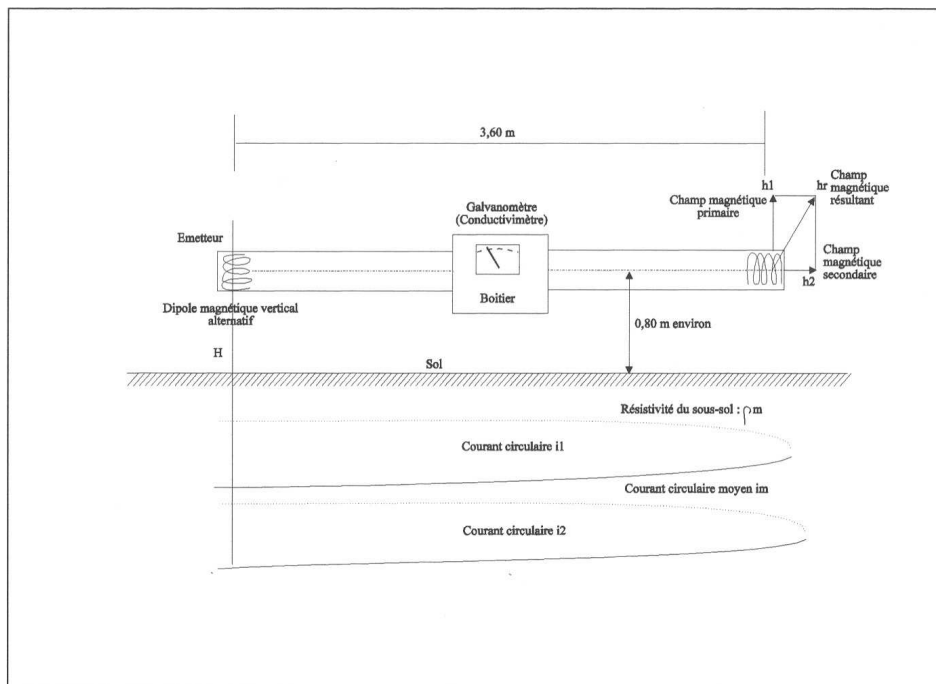 3,60 m
h1
hr
Champ
magnétique
résultant
Champ magnétique
primaire
Galvanomètre
(Conductivimètre)
Emetteur
Champ
magnétique
secondaire
h2
Boitier
Dipole magnétique vertical
alternatif
0,80 m environ
H
Sol
Résistivité du sous-sol : ρm
Courant circulaire i1
Courant circulaire moyen im
Courant circulaire i2